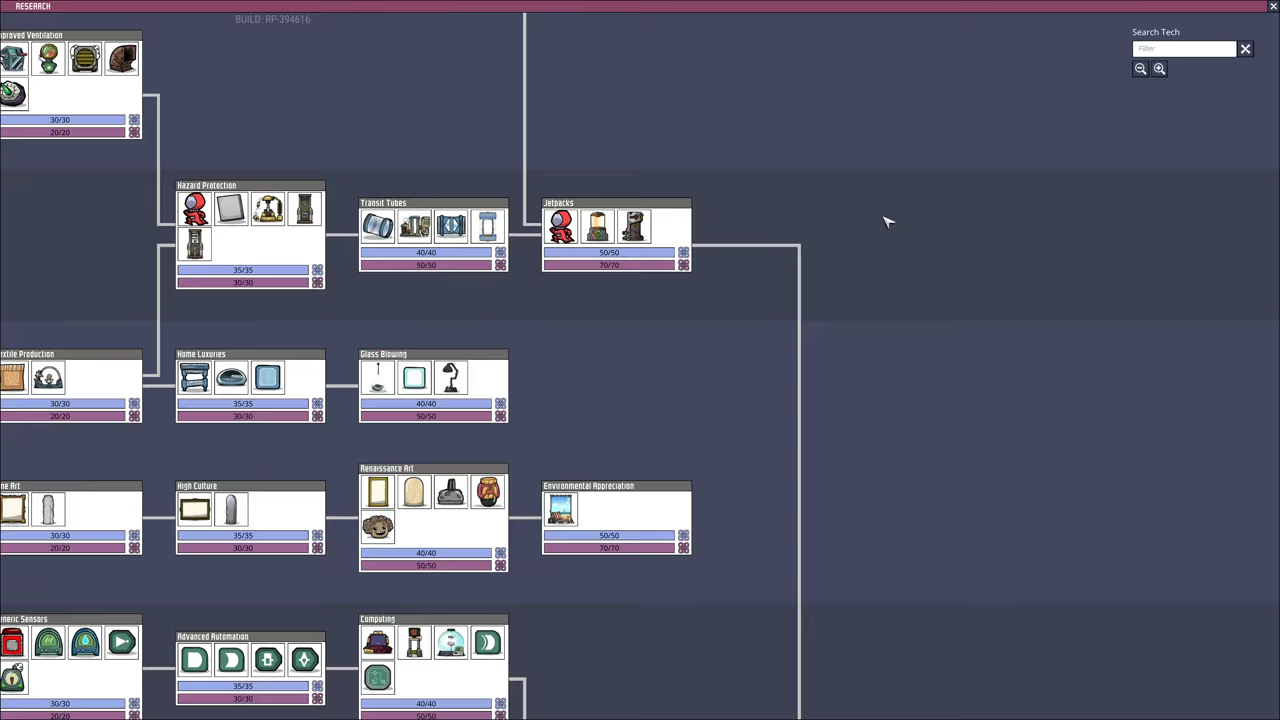 RESEARCH
BUILD: RP-394616
Search Tech
Filter
mproved Ventilation
30/30
20/20
Hazard Protection
35/35
30/30
Transit Tubes
40/40
50/50
Jetpacks
50/50
70/70
extile Production
30/30
20/20
Home Luxuries
35/35
30/30
Glass Blowing
40/40
50/50
ine Art
30/30
20/20
High Culture
35/35
30/30
Renaissance Art
40/40
50/50
Environmental Appreciation
50/50
70/70
eneric Sensors
30/30
20/20
Advanced Automation
35/35
30/30
Computing
40/40
50/50